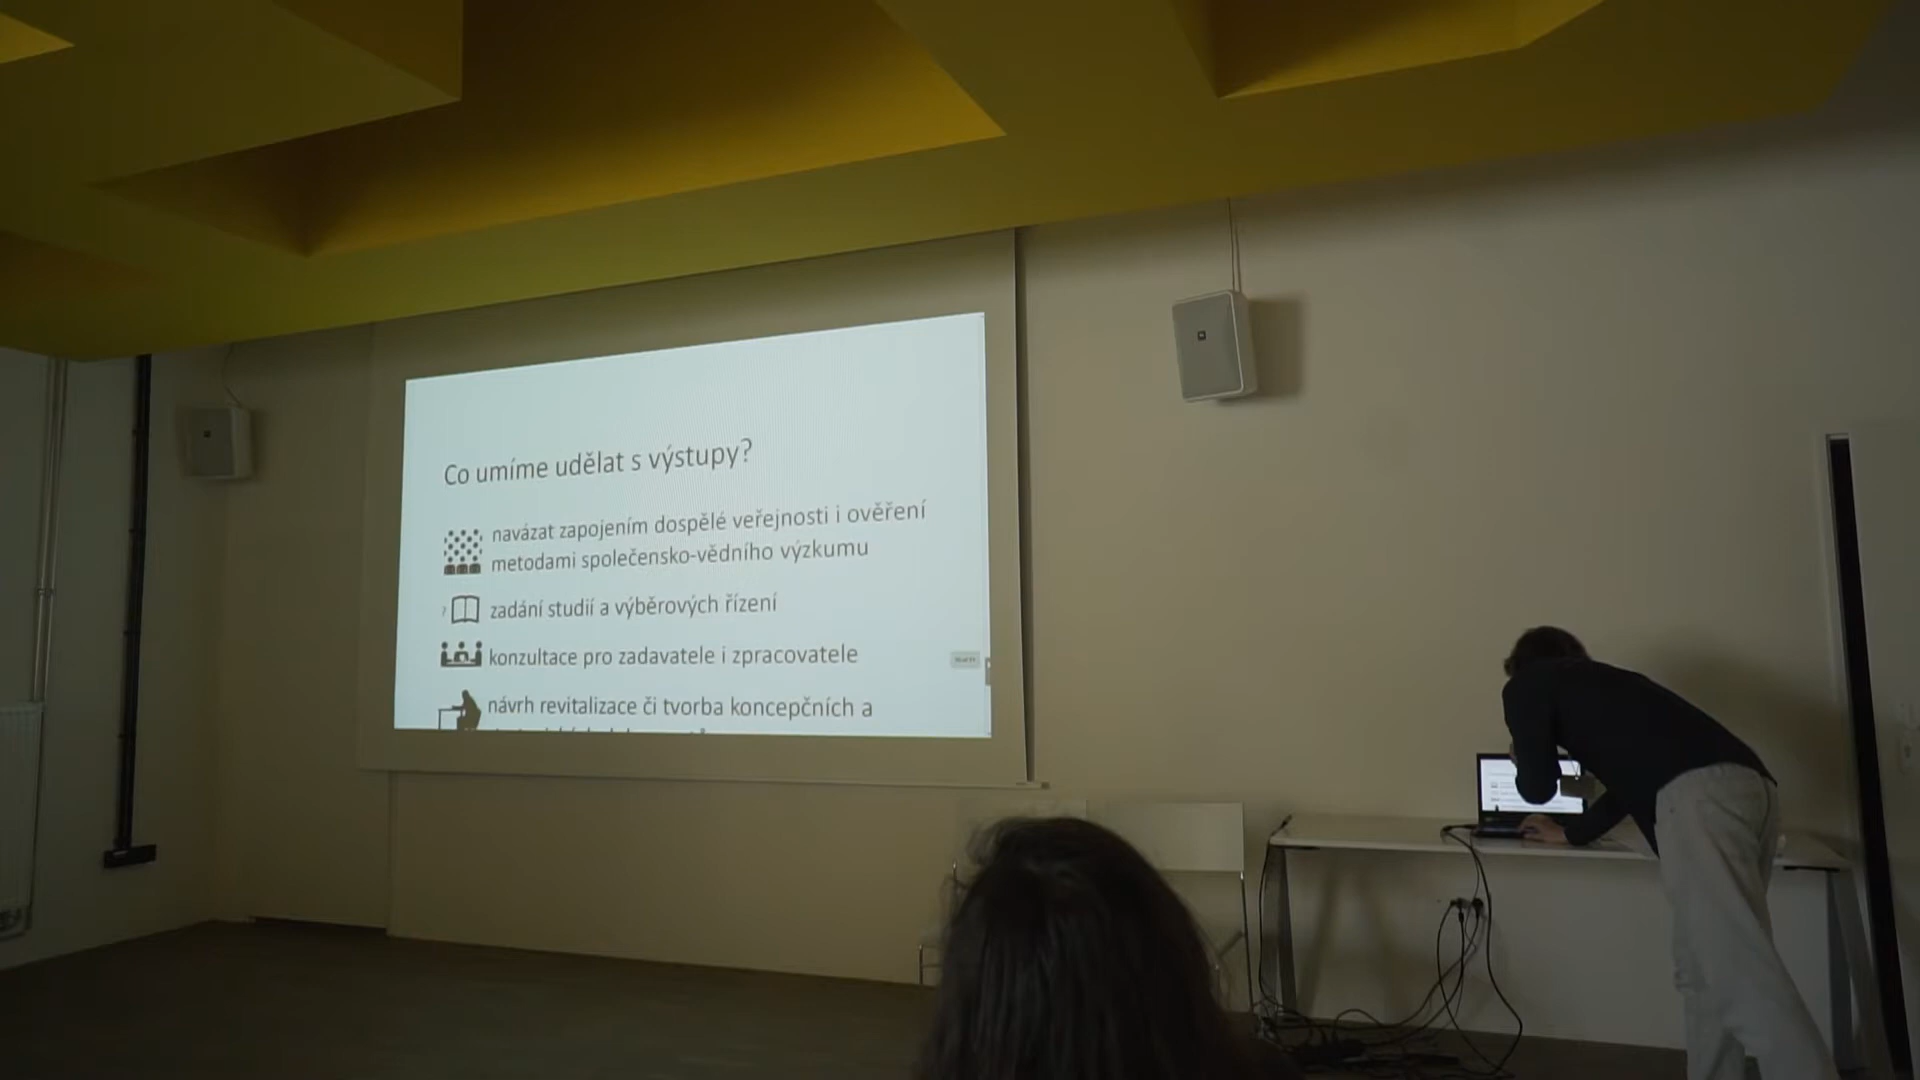 Co umíme udělat s výstupy?
navázat zapojením dospělé veřejnosti i ověření
metodami společensko-vědního výzkumu
?
zadání studií a výběrových řízení
konzultace pro zadavatele i zpracovatele
návrh revitalizace či tvorba koncepčních a